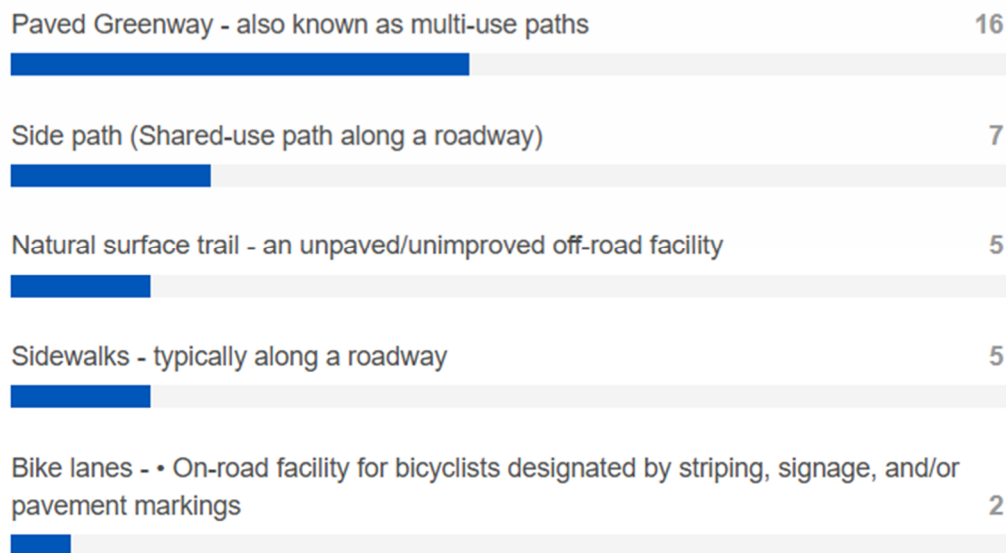 Paved Greenway - also known as multi-use paths 16
Side path (Shared-use path along a roadway) 7
Natural surface trail - an unpaved/unimproved off-road facility 5
Sidewalks - typically along a roadway 5
Bike lanes - • On-road facility for bicyclists designated by striping, signage, and/or
pavement markings 2